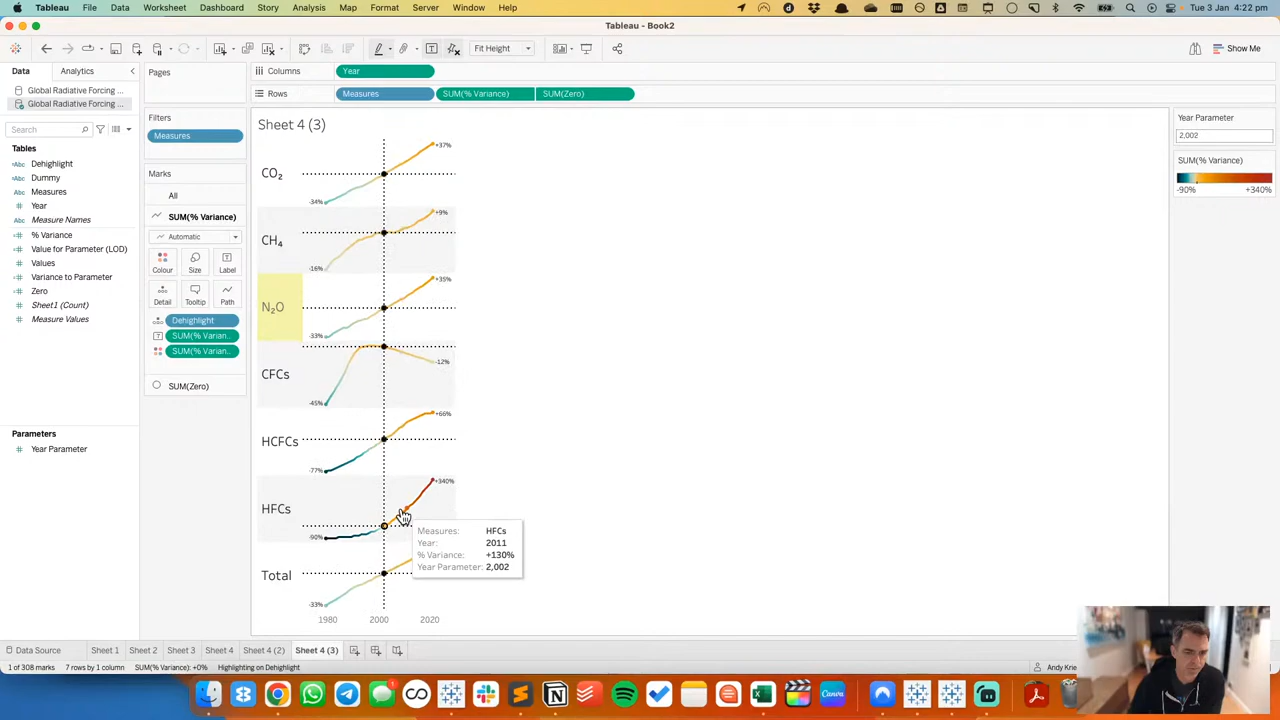 Tableau File Data Worksheet Dashboard Story Analysis Map Format Server Window Help Tue 3 Jan 4:22 pm
Tableau - Book2
Fit Height Show Me
Data Analytics
Global Radiative Forcing ...
Global Radiative Forcing ...
Search
Tables
Abc Dehighlight
Abc Dummy
Abc Measures
# Year
Abc Measure Names
# % Variance
# Value for Parameter (LOD)
# Values
# Variance to Parameter
# Zero
# Sheet1 (Count)
# Measure Values
Parameters
# Year Parameter
Pages
Filters
Measures
Marks
All
SUM(% Variance)
Automatic
Colour Size Label
Detail Tooltip Path
Dehighlight
SUM(% Varian..
SUM(% Varian..
SUM(Zero)
Columns Year
Rows Measures SUM(% Variance) SUM(Zero)
Sheet 4 (3)
CO₂ -34% +37%
CH₄ -16% +9%
N₂O -33% +35%
CFCs -45% -12%
HCFCs -77% +66%
HFCs -90% +340%
Total -33%
1980 2000 2020
Measures: HFCs
Year: 2011
% Variance: +130%
Year Parameter: 2,002
Year Parameter
2,002
SUM(% Variance)
-90% +340%
Data Source Sheet 1 Sheet 2 Sheet 3 Sheet 4 Sheet 4 (2) Sheet 4 (3)
1 of 308 marks 7 rows by 1 column SUM(% Variance): +0% Highlighting on Dehighlight
Andy Krie
Canva